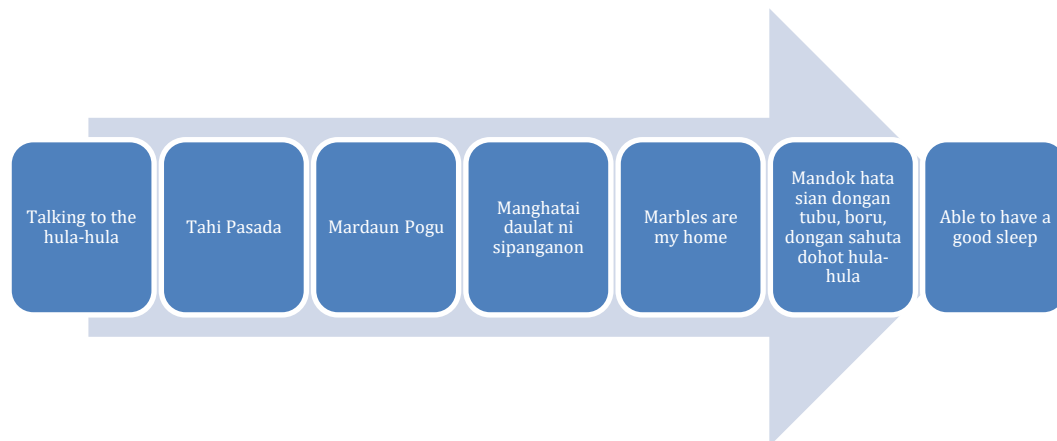 Talking to the
hula-hula
Tahi Pasada
Mardaun Pogu
Manghatai
daulat ni
sipanganon
Marbles are
my home
Mandok hata
sian dongan
tubu, boru,
dongan sahuta
dohot hula-
hula
Able to have a
good sleep